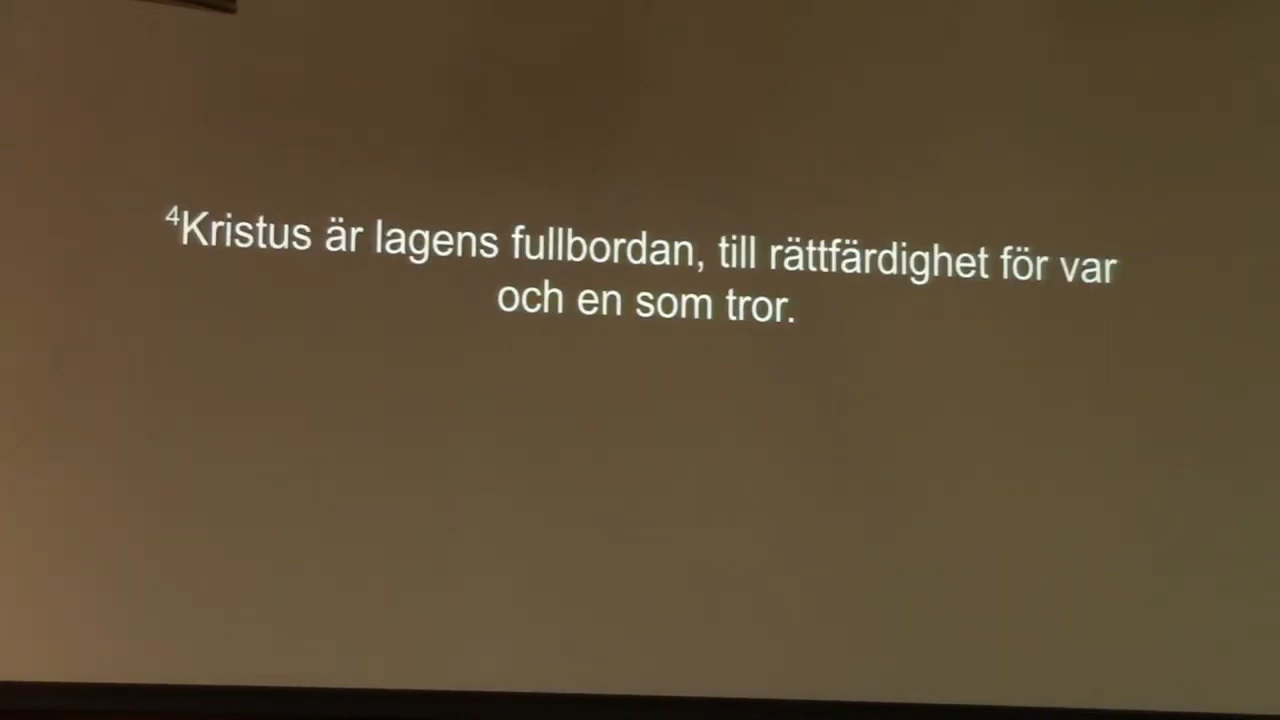 ⁴Kristus är lagens fullbordan, till rättfärdighet för var
och en som tror.